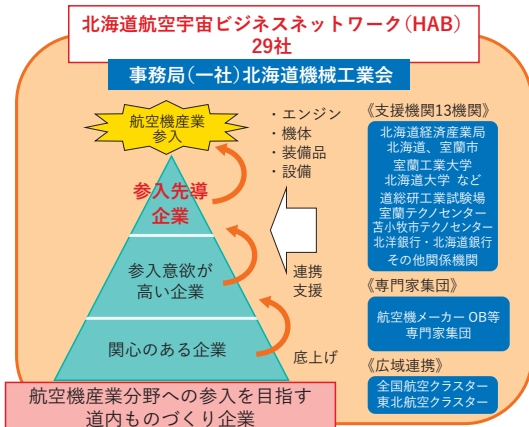 北海道航空宇宙ビジネスネットワーク(HAB)
29社
事務局(一社)北海道機械工業会
航空機産業
参入
・エンジン
・機体
・装備品
・設備
参入先導
企業
参入意欲が
高い企業
関心のある企業
連携
支援
底上げ
航空機産業分野への参入を目指す
道内ものづくり企業
《支援機関13機関》
北海道経済産業局
北海道、室蘭市
室蘭工業大学
北海道大学 など
道総研工業試験場
室蘭テクノセンター
苫小牧市テクノセンター
北洋銀行・北海道銀行
その他関係機関
《専門家集団》
航空機メーカーOB等
専門家集団
《広域連携》
全国航空クラスター
東北航空クラスター